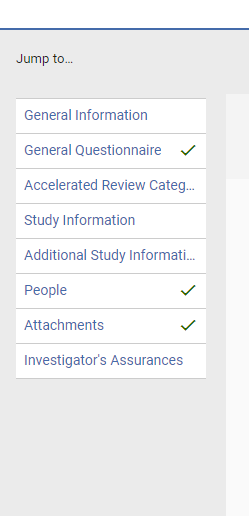 Jump to...
General Information
General Questionnaire
Accelerated Review Categ...
Study Information
Additional Study Informati...
People
Attachments
Investigator's Assurances